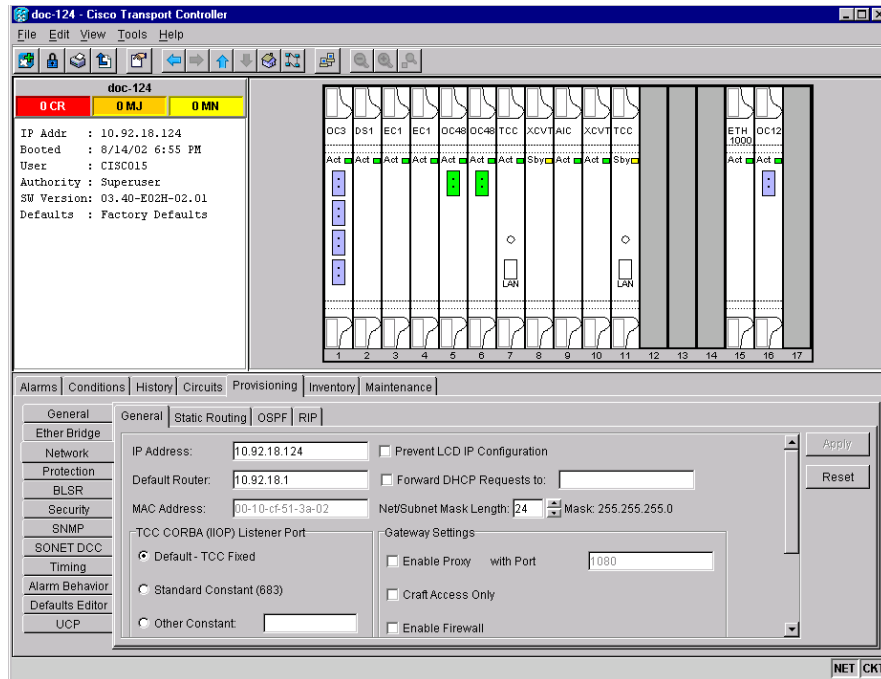 doc-124 - Cisco Transport Controller
File Edit View Tools Help
doc-124
0 CR 0 MJ 0 MN
IP Addr : 10.92.18.124
Booted : 8/14/02 6:55 PM
User : CISCO15
Authority : Superuser
SW Version: 03.40-E02H-02.01
Defaults : Factory Defaults
OC3 DS1 EC1 EC1 OC48 OC48 TCC XCVT AIC XCVT TCC ETH 1000 OC12
Act Act Act Act Act Act Act Sby Act Act Sby Act Act
LAN LAN
1 2 3 4 5 6 7 8 9 10 11 12 13 14 15 16 17
Alarms Conditions History Circuits Provisioning Inventory Maintenance
General
Ether Bridge
Network
Protection
BLSR
Security
SNMP
SONET DCC
Timing
Alarm Behavior
Defaults Editor
UCP
General Static Routing OSPF RIP
IP Address: 10.92.18.124 Prevent LCD IP Configuration
Default Router: 10.92.18.1 Forward DHCP Requests to:
MAC Address: 00-10-cf-51-3a-02 Net/Subnet Mask Length: 24 Mask: 255.255.255.0
TCC CORBA (IIOP) Listener Port
Default - TCC Fixed
Standard Constant (683)
Other Constant:
Gateway Settings
Enable Proxy with Port 1080
Craft Access Only
Enable Firewall
Apply
Reset
NET CKT